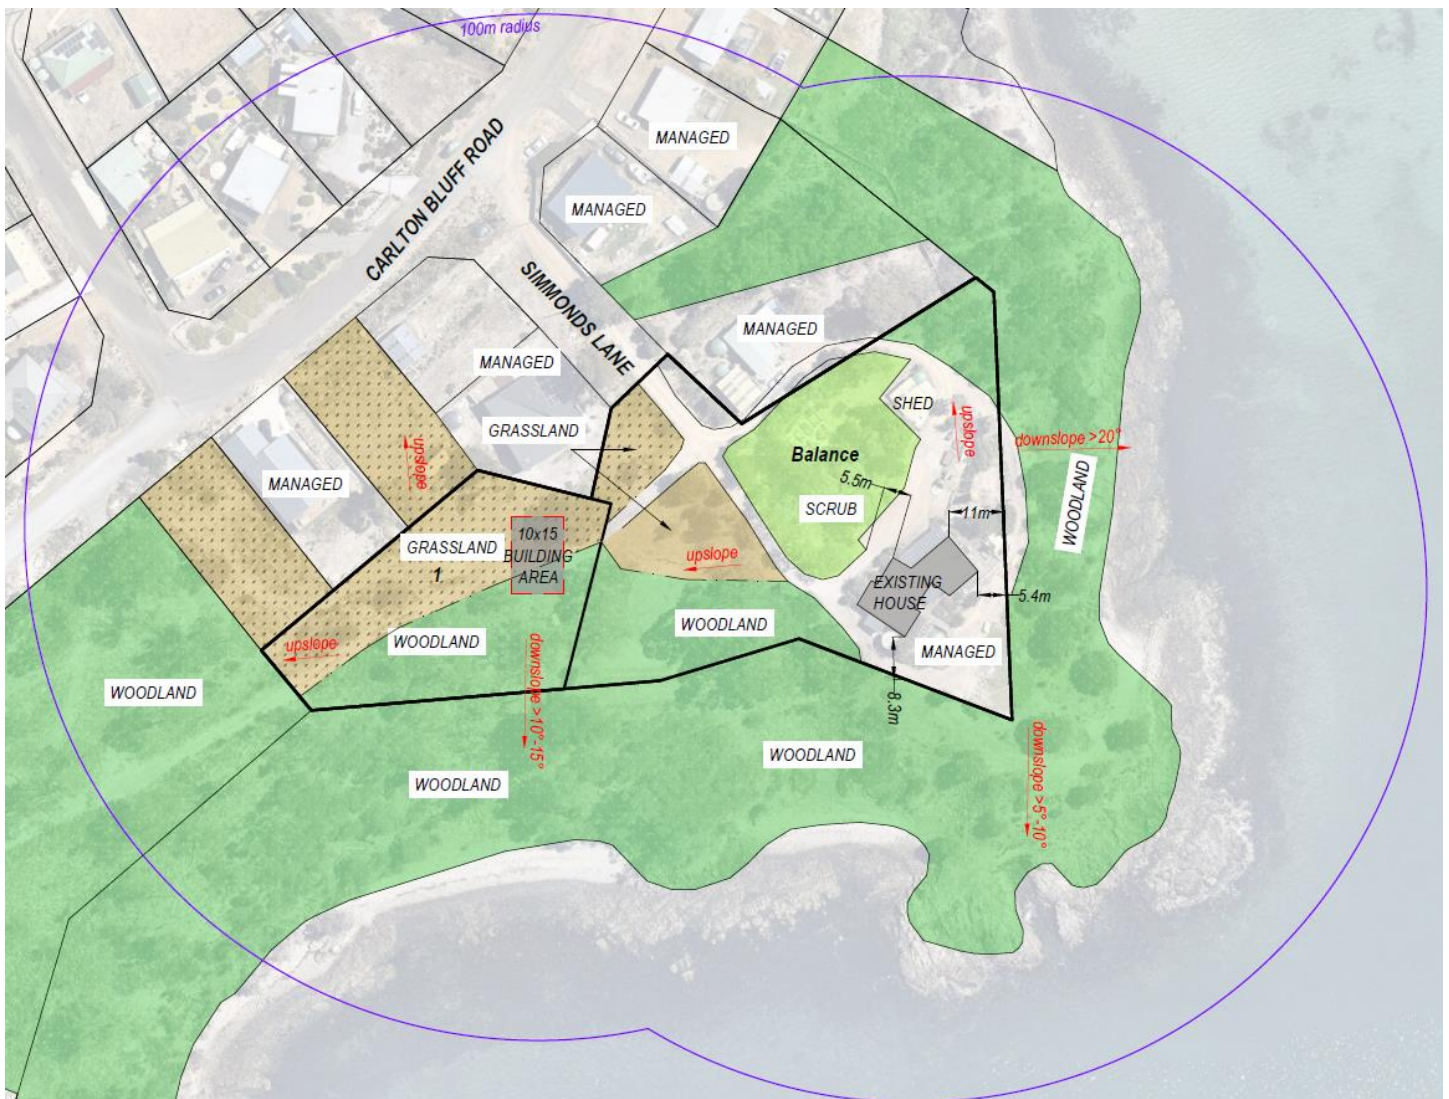 100m radius
MANAGED
CARLTON BLUFF ROAD
MANAGED
SIMMONDS LANE
MANAGED
MANAGED
SHED
upslope
GRASSLAND
downslope >20°
upslope
Balance
5.5m
MANAGED
SCRUB
11m
WOODLAND
10x15
BUILDING
AREA
GRASSLAND
1
upslope
EXISTING
HOUSE
5.4m
WOODLAND
WOODLAND
upslope
MANAGED
WOODLAND
downslope >10°-15°
8.3m
WOODLAND
WOODLAND
downslope >5°-10°